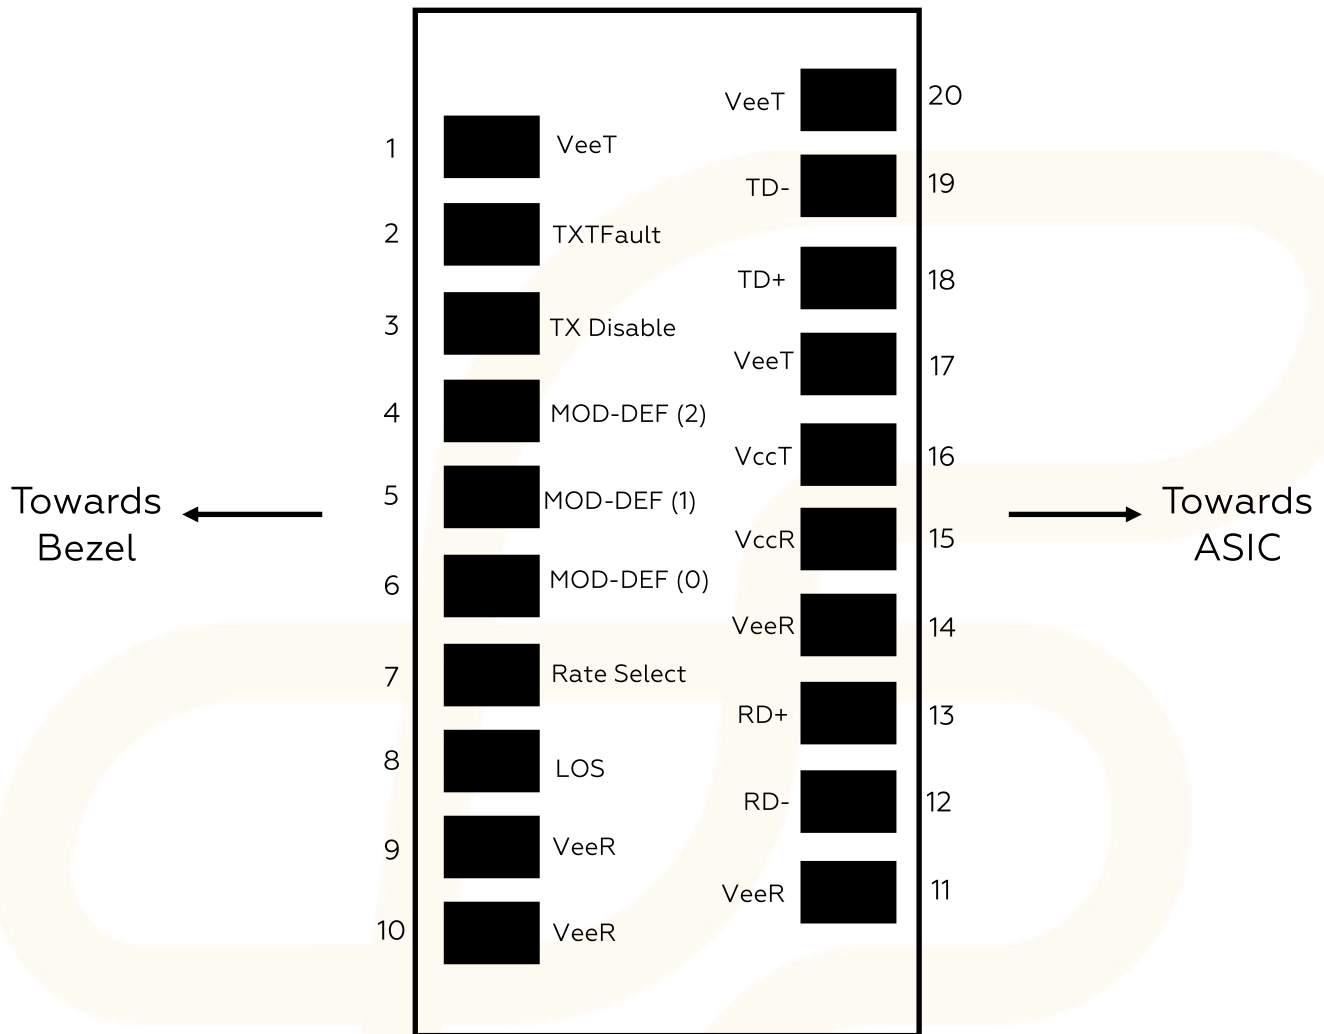 VeeT 20
1 VeeT
TD- 19
2 TXTFault
TD+ 18
3 TX Disable
VeeT 17
4 MOD-DEF (2)
VccT 16
5 MOD-DEF (1)
Towards
Bezel
Towards
ASIC
VccR 15
6 MOD-DEF (0)
VeeR 14
7 Rate Select
RD+ 13
8 LOS
RD- 12
9 VeeR
VeeR 11
10 VeeR